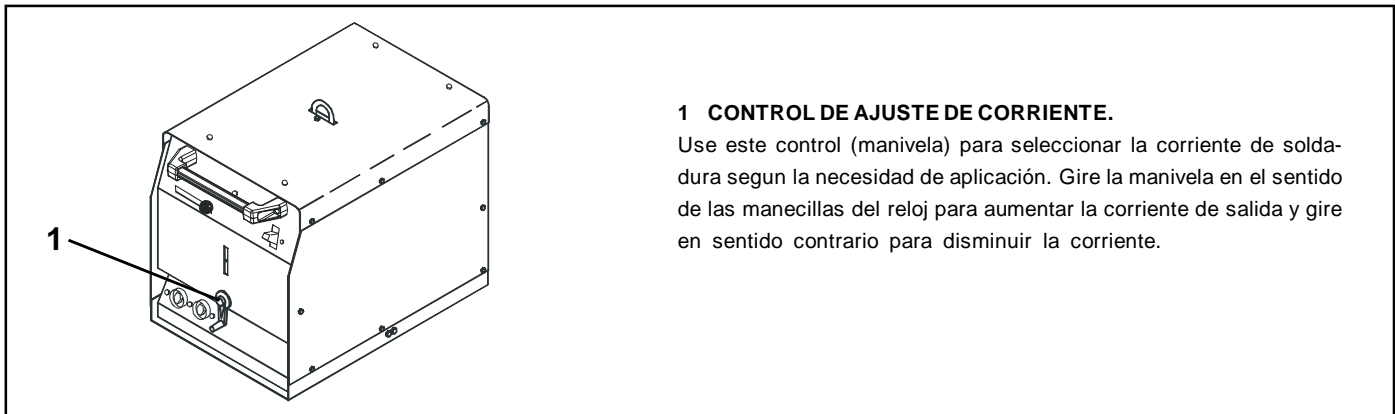 1 CONTROL DE AJUSTE DE CORRIENTE.
Use este control (manivela) para seleccionar la corriente de solda-
dura segun la necesidad de aplicación. Gire la manivela en el sentido
de las manecillas del reloj para aumentar la corriente de salida y gire
en sentido contrario para disminuir la corriente.
1